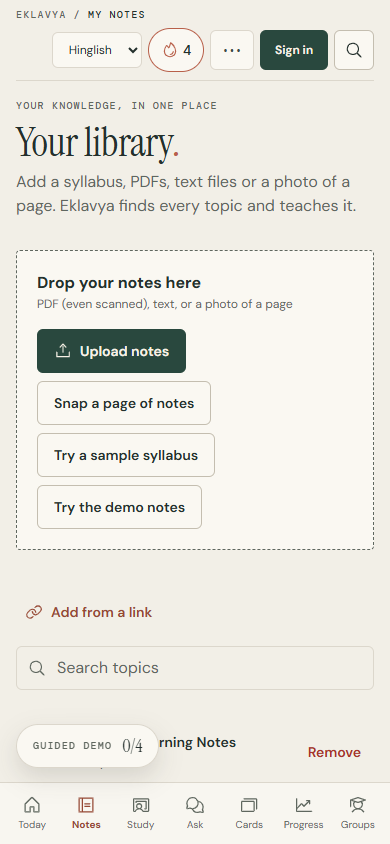 EKLAVYA / MY NOTES
Hinglish
4
Sign in
YOUR KNOWLEDGE, IN ONE PLACE
Your library.
Add a syllabus, PDFs, text files or a photo of a
page. Eklavya finds every topic and teaches it.
Drop your notes here
PDF (even scanned), text, or a photo of a page
Upload notes
Snap a page of notes
Try a sample syllabus
Try the demo notes
Add from a link
Search topics
GUIDED DEMO 0/4
rning Notes
Remove
Today
Notes
Study
Ask
Cards
Progress
Groups